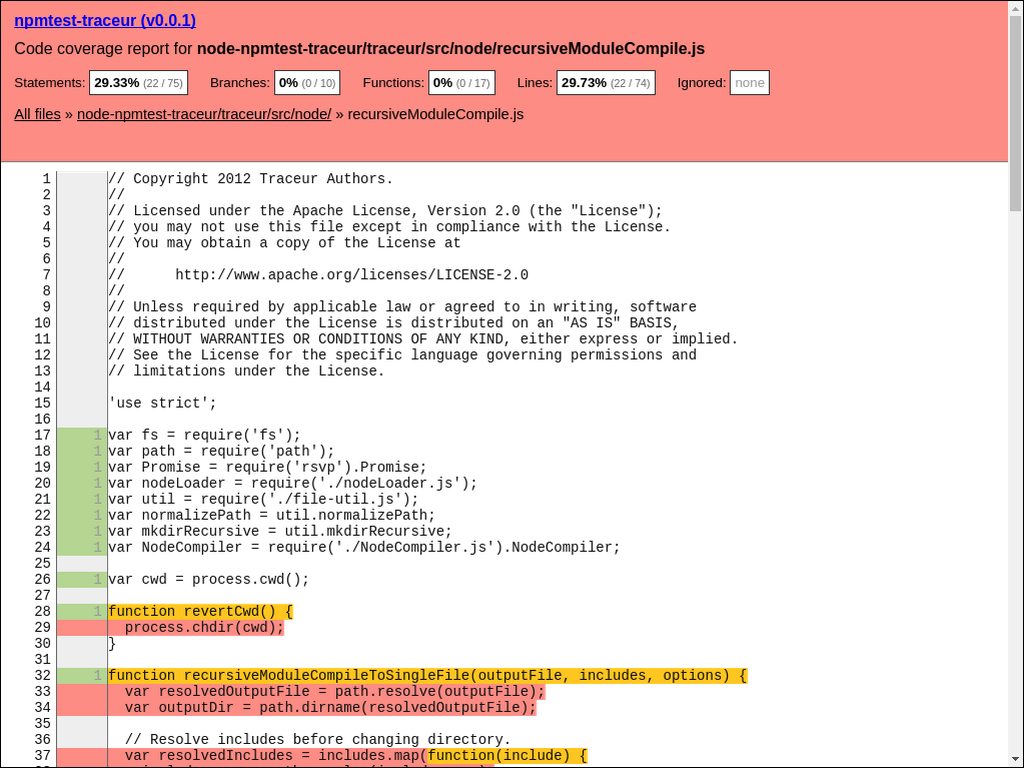 npmtest-traceur (v0.0.1)
Code coverage report for node-npmtest-traceur/traceur/src/node/recursiveModuleCompile.js
Statements: 29.33% (22 / 75) Branches: 0% (0 / 10) Functions: 0% (0 / 17) Lines: 29.73% (22 / 74) Ignored: none
All files » node-npmtest-traceur/traceur/src/node/ » recursiveModuleCompile.js
1 // Copyright 2012 Traceur Authors.
2 //
3 // Licensed under the Apache License, Version 2.0 (the "License");
4 // you may not use this file except in compliance with the License.
5 // You may obtain a copy of the License at
6 //
7 //      http://www.apache.org/licenses/LICENSE-2.0
8 //
9 // Unless required by applicable law or agreed to in writing, software
10 // distributed under the License is distributed on an "AS IS" BASIS,
11 // WITHOUT WARRANTIES OR CONDITIONS OF ANY KIND, either express or implied.
12 // See the License for the specific language governing permissions and
13 // limitations under the License.
14
15 'use strict';
16
17 1 var fs = require('fs');
18 1 var path = require('path');
19 1 var Promise = require('rsvp').Promise;
20 1 var nodeLoader = require('./nodeLoader.js');
21 1 var util = require('./file-util.js');
22 1 var normalizePath = util.normalizePath;
23 1 var mkdirRecursive = util.mkdirRecursive;
24 1 var NodeCompiler = require('./NodeCompiler.js').NodeCompiler;
25
26 1 var cwd = process.cwd();
27
28 1 function revertCwd() {
29   process.chdir(cwd);
30 }
31
32 1 function recursiveModuleCompileToSingleFile(outputFile, includes, options) {
33   var resolvedOutputFile = path.resolve(outputFile);
34   var outputDir = path.dirname(resolvedOutputFile);
35
36   // Resolve includes before changing directory.
37   var resolvedIncludes = includes.map(function(include) {